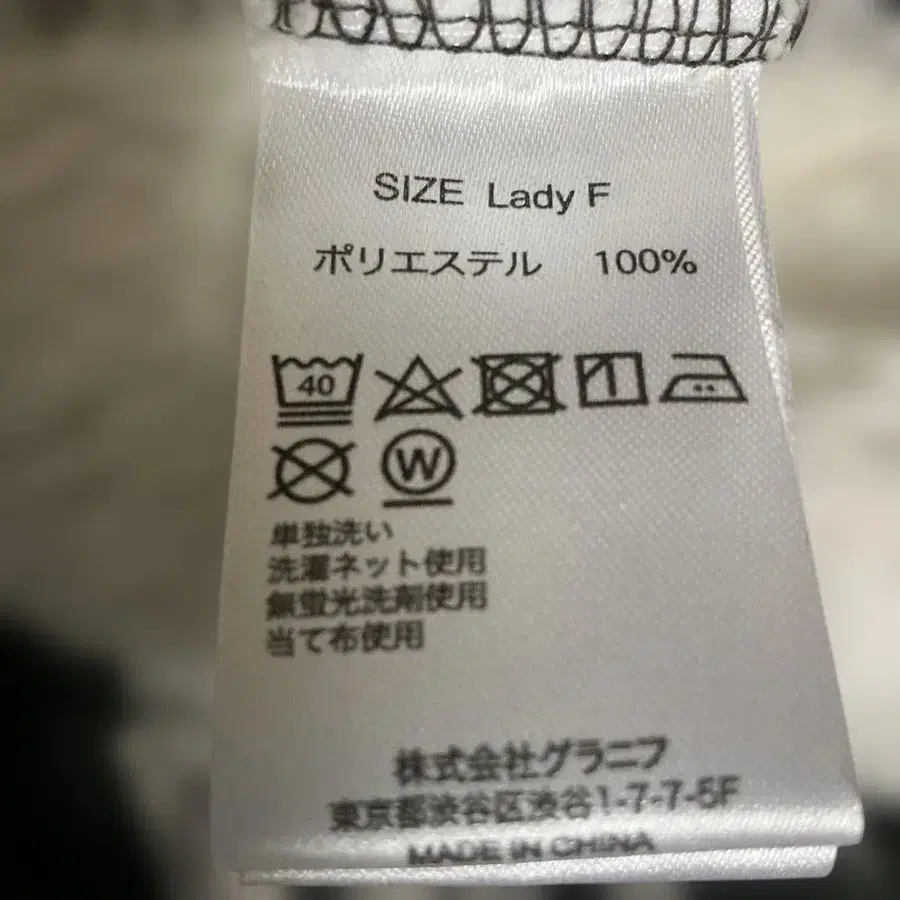 SIZE Lady F
ポリエステル 100%
40
W
単独洗い
洗濯ネット使用
無蛍光洗剤使用
当て布使用
株式会社グラニフ
東京都渋谷区渋谷1-7-7-5F
MADE IN CHINA